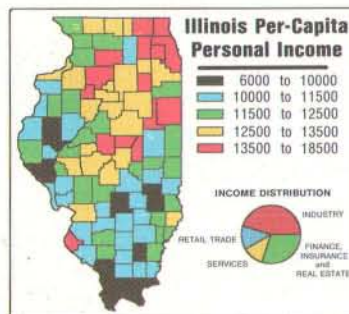 Illinois Per-Capita
Personal Income
6000 to 10000
10000 to 11500
11500 to 12500
12500 to 13500
13500 to 18500
INCOME DISTRIBUTION
INDUSTRY
RETAIL TRADE
FINANCE,
INSURANCE
and
REAL ESTATE
SERVICES